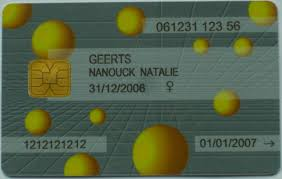 061231 123 56
GEERTS
NANOUCK NATALIE
31/12/2006 ♀
1212121212
01/01/2007 →